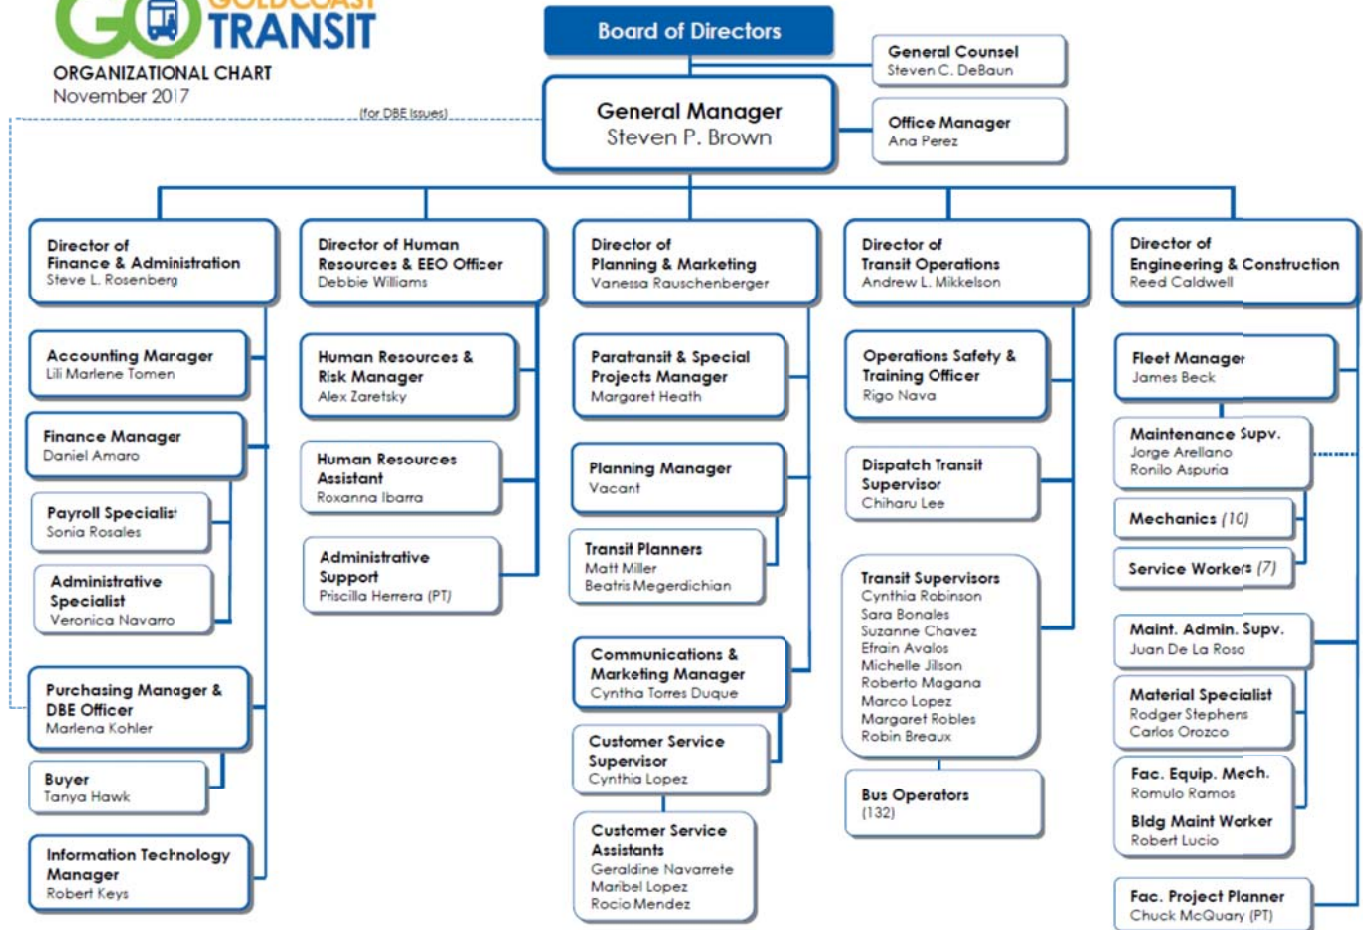 GO GOLDCOAST
TRANSIT
ORGANIZATIONAL CHART
November 2017
(for DBE Issues)
Board of Directors
General Counsel
Steven C. DeBaun
General Manager
Steven P. Brown
Office Manager
Ana Perez
Director of
Finance & Administration
Steve L. Rosenberg
Accounting Manager
Lili Marlene Tomen
Finance Manager
Daniel Amaro
Payroll Specialist
Sonia Rosales
Administrative
Specialist
Veronica Navarro
Purchasing Manager &
DBE Officer
Marlena Kohler
Buyer
Tanya Hawk
Information Technology
Manager
Robert Keys
Director of Human
Resources & EEO Officer
Debbie Williams
Human Resources &
Risk Manager
Alex Zaretsky
Human Resources
Assistant
Roxanna Ibarra
Administrative
Support
Priscilla Herrera (PT)
Director of
Planning & Marketing
Vanessa Rauschenberger
Paratransit & Special
Projects Manager
Margaret Heath
Planning Manager
Vacant
Transit Planners
Matt Miller
Beatris Megerdichian
Communications &
Marketing Manager
Cyntha Torres Duque
Customer Service
Supervisor
Cynthia Lopez
Customer Service
Assistants
Geraldine Navarrete
Maribel Lopez
Rocio Mendez
Director of
Transit Operations
Andrew L. Mikkelson
Operations Safety &
Training Officer
Rigo Nava
Dispatch Transit
Supervisor
Chiharu Lee
Transit Supervisors
Cynthia Robinson
Sara Bonales
Suzanne Chavez
Efrain Avalos
Michelle Jilson
Roberto Magana
Marco Lopez
Margaret Robles
Robin Breaux
Bus Operators
(132)
Director of
Engineering & Construction
Reed Caldwell
Fleet Manager
James Beck
Maintenance Supv.
Jorge Arellano
Ronilo Aspuria
Mechanics (10)
Service Workers (7)
Maint. Admin. Supv.
Juan De La Rosa
Material Specialist
Rodger Stephens
Carlos Orozco
Fac. Equip. Mech.
Romulo Ramos
Bldg Maint Worker
Robert Lucio
Fac. Project Planner
Chuck McQuary (PT)